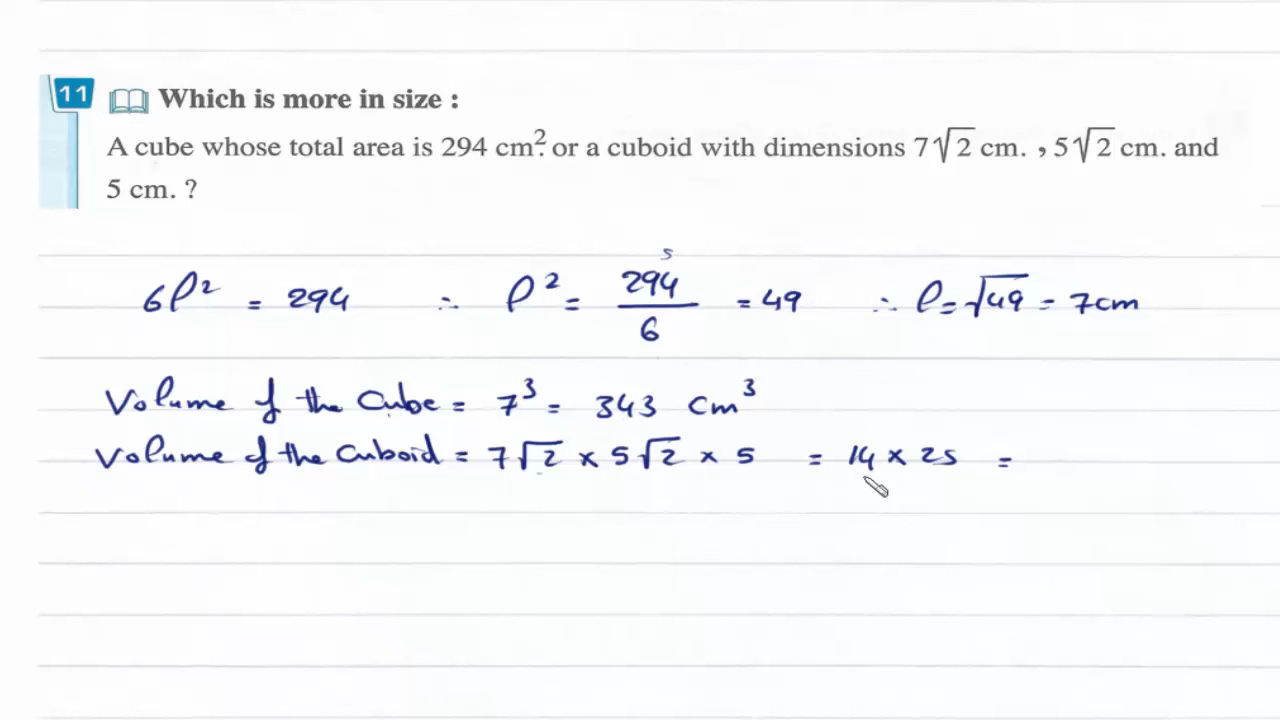 11 Which is more in size :
A cube whose total area is 294 cm². or a cuboid with dimensions 7√2 cm. , 5√2 cm. and
5 cm. ?
6ℓ² = 294 ∴ ℓ² = 294/6 = 49 ∴ ℓ = √49 = 7cm
Volume of the Cube = 7³ = 343 cm³
Volume of the Cuboid = 7√2 × 5√2 × 5 = 14 × 25 =